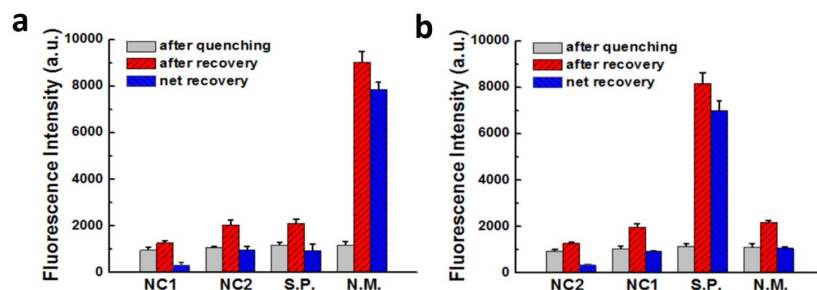 a
Fluorescence Intensity (a.u.)
10000
8000
6000
4000
2000
0
after quenching
after recovery
net recovery
NC1 NC2 S.P. N.M.
b
Fluorescence Intensity (a.u.)
10000
8000
6000
4000
2000
0
after quenching
after recovery
net recovery
NC2 NC1 S.P. N.M.